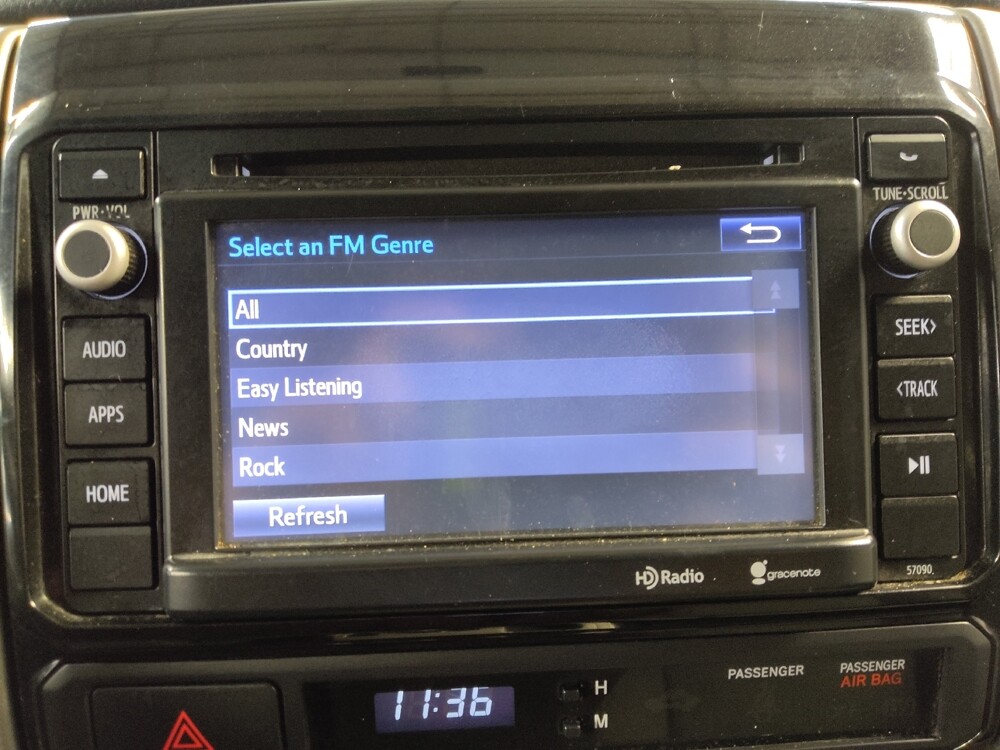 PWR·VOL
TUNE·SCROLL
Select an FM Genre
All
Country
Easy Listening
News
Rock
Refresh
AUDIO
APPS
HOME
SEEK>
<TRACK
HD Radio
gracenote
57090
11:36
H
M
PASSENGER
PASSENGER
AIR BAG